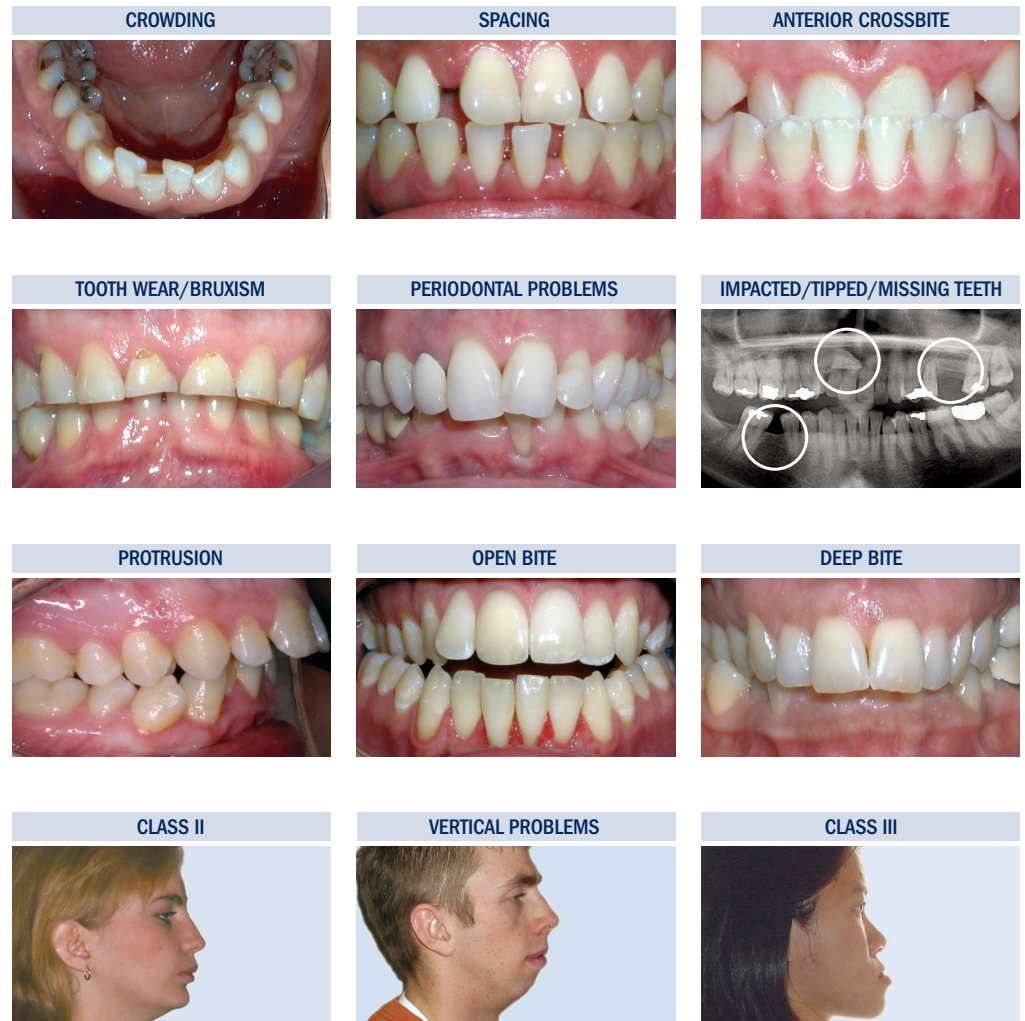 CROWDING
SPACING
ANTERIOR CROSSBITE
TOOTH WEAR/BRUXISM
PERIODONTAL PROBLEMS
IMPACTED/TIPPED/MISSING TEETH
PROTRUSION
OPEN BITE
DEEP BITE
CLASS II
VERTICAL PROBLEMS
CLASS III